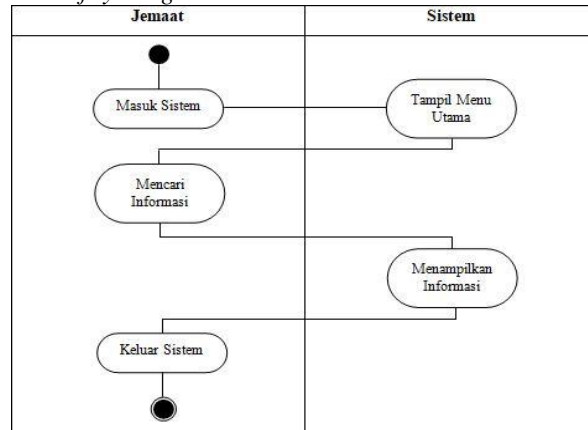 Jemaat
Sistem
Masuk Sistem
Tampil Menu
Utama
Mencari
Informasi
Menampilkan
Informasi
Keluar Sistem